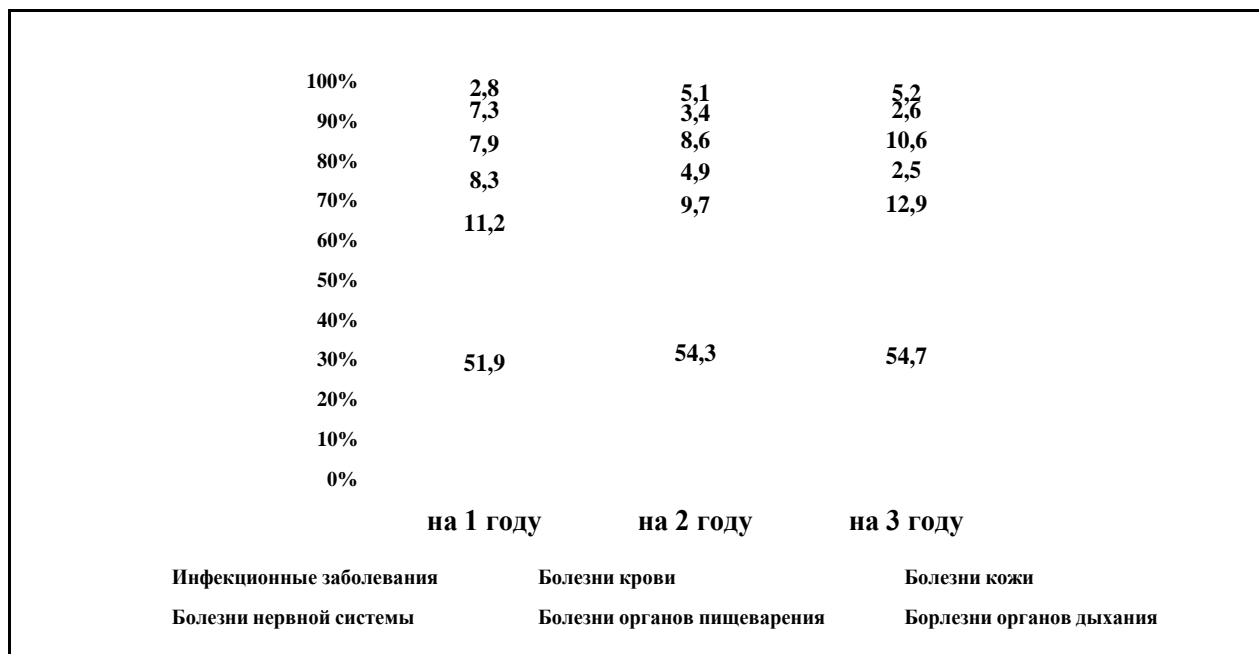 100% 2,8 5,1 5,2
7,3 3,4 2,6
90%
7,9 8,6 10,6
80%
8,3 4,9 2,5
70% 9,7 12,9
11,2
60%
50%
40%
30% 51,9 54,3 54,7
20%
10%
0%
на 1 году на 2 году на 3 году
Инфекционные заболевания Болезни крови Болезни кожи
Болезни нервной системы Болезни органов пищеварения Борлезни органов дыхания